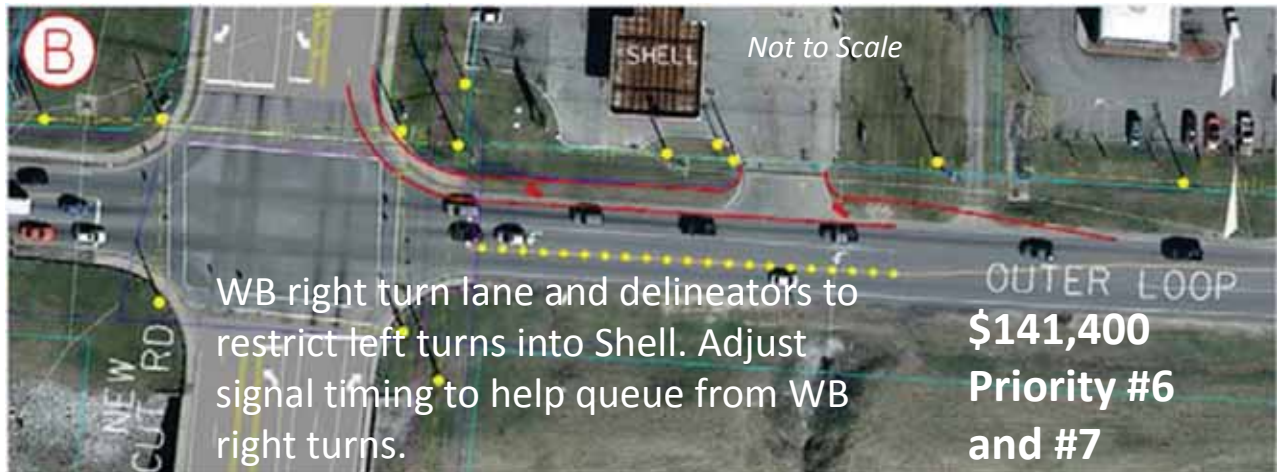 B
SHELL
Not to Scale
OUTER LOOP
NEW
CUT RD
WB right turn lane and delineators to
restrict left turns into Shell. Adjust
signal timing to help queue from WB
right turns.
$141,400
Priority #6
and #7